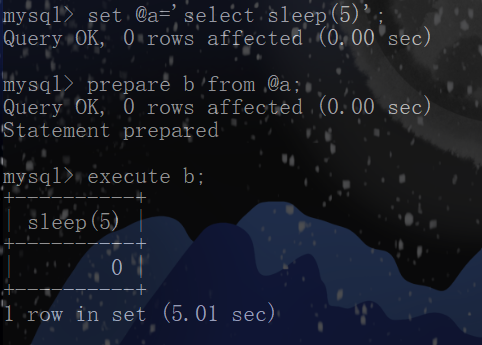 mysql> set @a='select sleep(5)';
Query OK, 0 rows affected (0.00 sec)
mysql> prepare b from @a;
Query OK, 0 rows affected (0.00 sec)
Statement prepared
mysql> execute b;
+----------+
| sleep(5) |
+----------+
|        0 |
+----------+
1 row in set (5.01 sec)